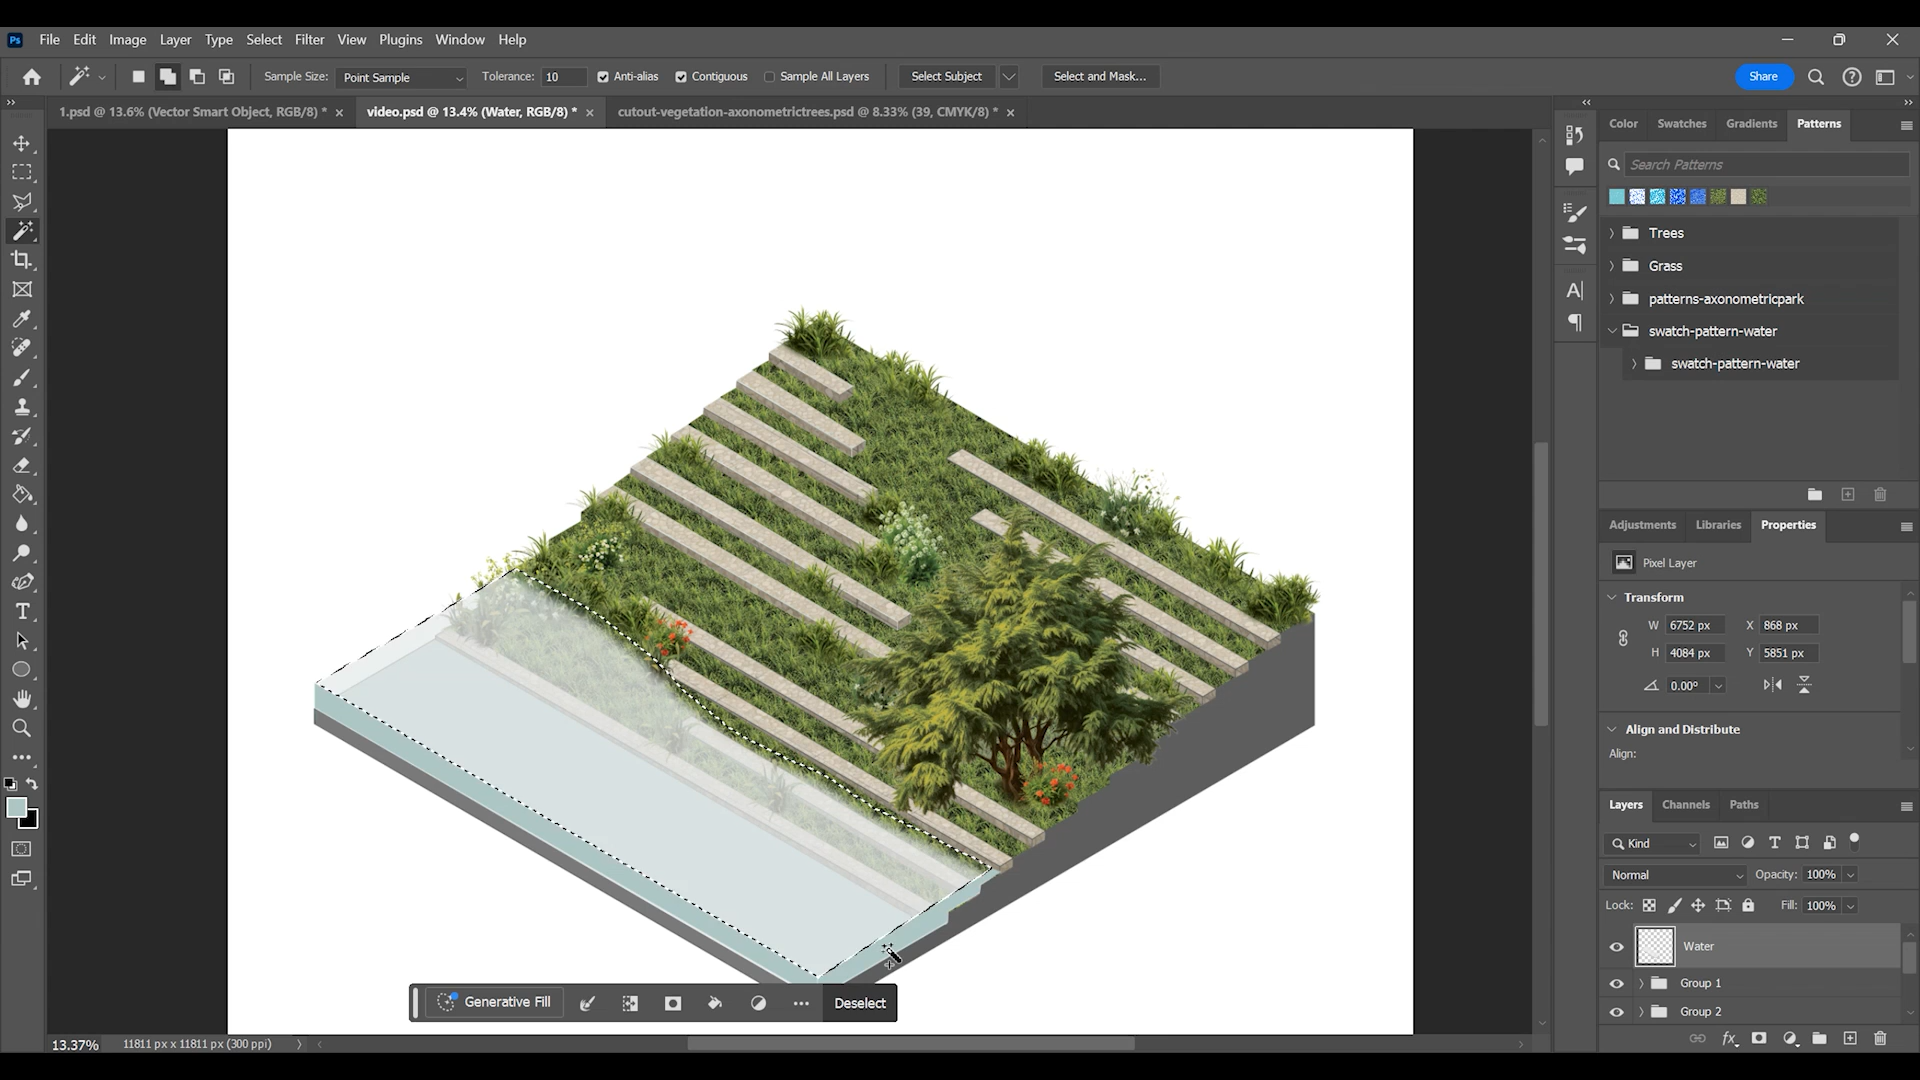 Ps File Edit Image Layer Type Select Filter View Plugins Window Help
Sample Size: Point Sample Tolerance: 10 Anti-alias Contiguous Sample All Layers Select Subject Select and Mask... Share
1.psd @ 13.6% (Vector Smart Object, RGB/8) * video.psd @ 13.4% (Water, RGB/8) * cutout-vegetation-axonometrictrees.psd @ 8.33% (39, CMYK/8) *
Color Swatches Gradients Patterns
Search Patterns
Trees
Grass
patterns-axonometricpark
swatch-pattern-water
swatch-pattern-water
Adjustments Libraries Properties
Pixel Layer
Transform
W 6752 px X 868 px
H 4084 px Y 5851 px
0.00°
Align and Distribute
Align:
Layers Channels Paths
Kind
Normal Opacity: 100%
Lock: Fill: 100%
Water
Group 1
Group 2
Generative Fill Deselect
13.37% 11811 px x 11811 px (300 ppi)